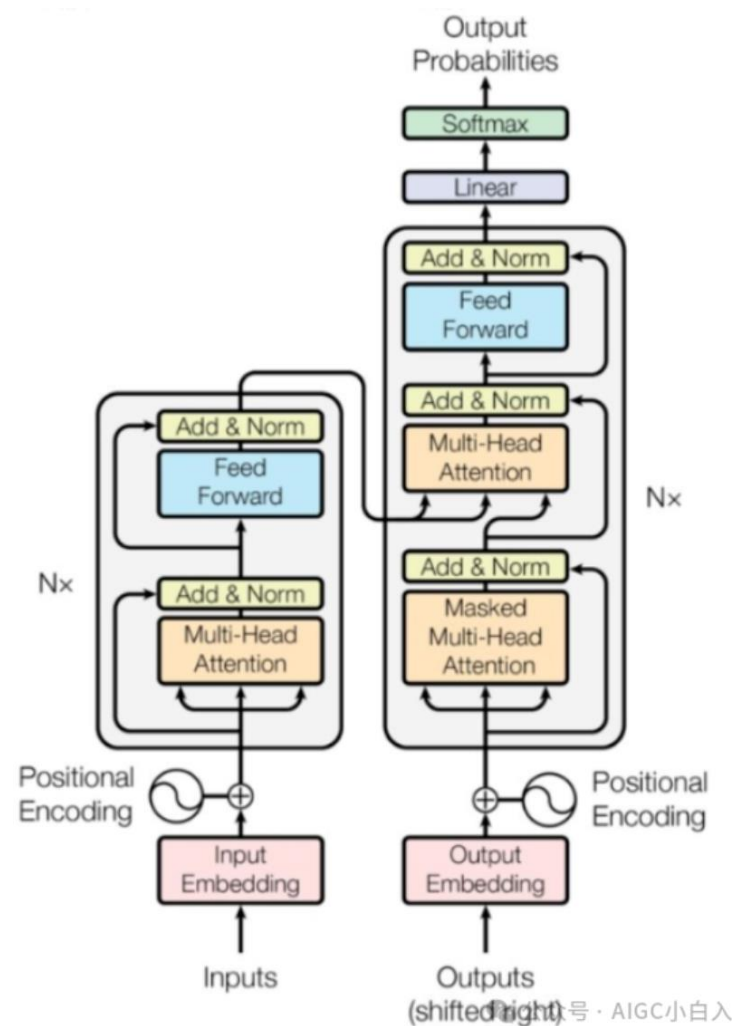 Output
Probabilities
Softmax
Linear
Add & Norm
Feed
Forward
Add & Norm
Multi-Head
Attention
Nx
Add & Norm
Masked
Multi-Head
Attention
Add & Norm
Feed
Forward
Nx
Add & Norm
Multi-Head
Attention
Positional
Encoding
Positional
Encoding
Input
Embedding
Output
Embedding
Inputs
Outputs
(shifted right)
号 · AIGC小白入